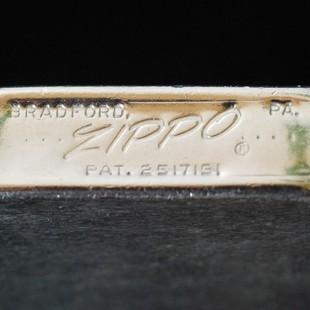 BRADFORD, PA.
.... ZIPPO ® ....
PAT. 2517191